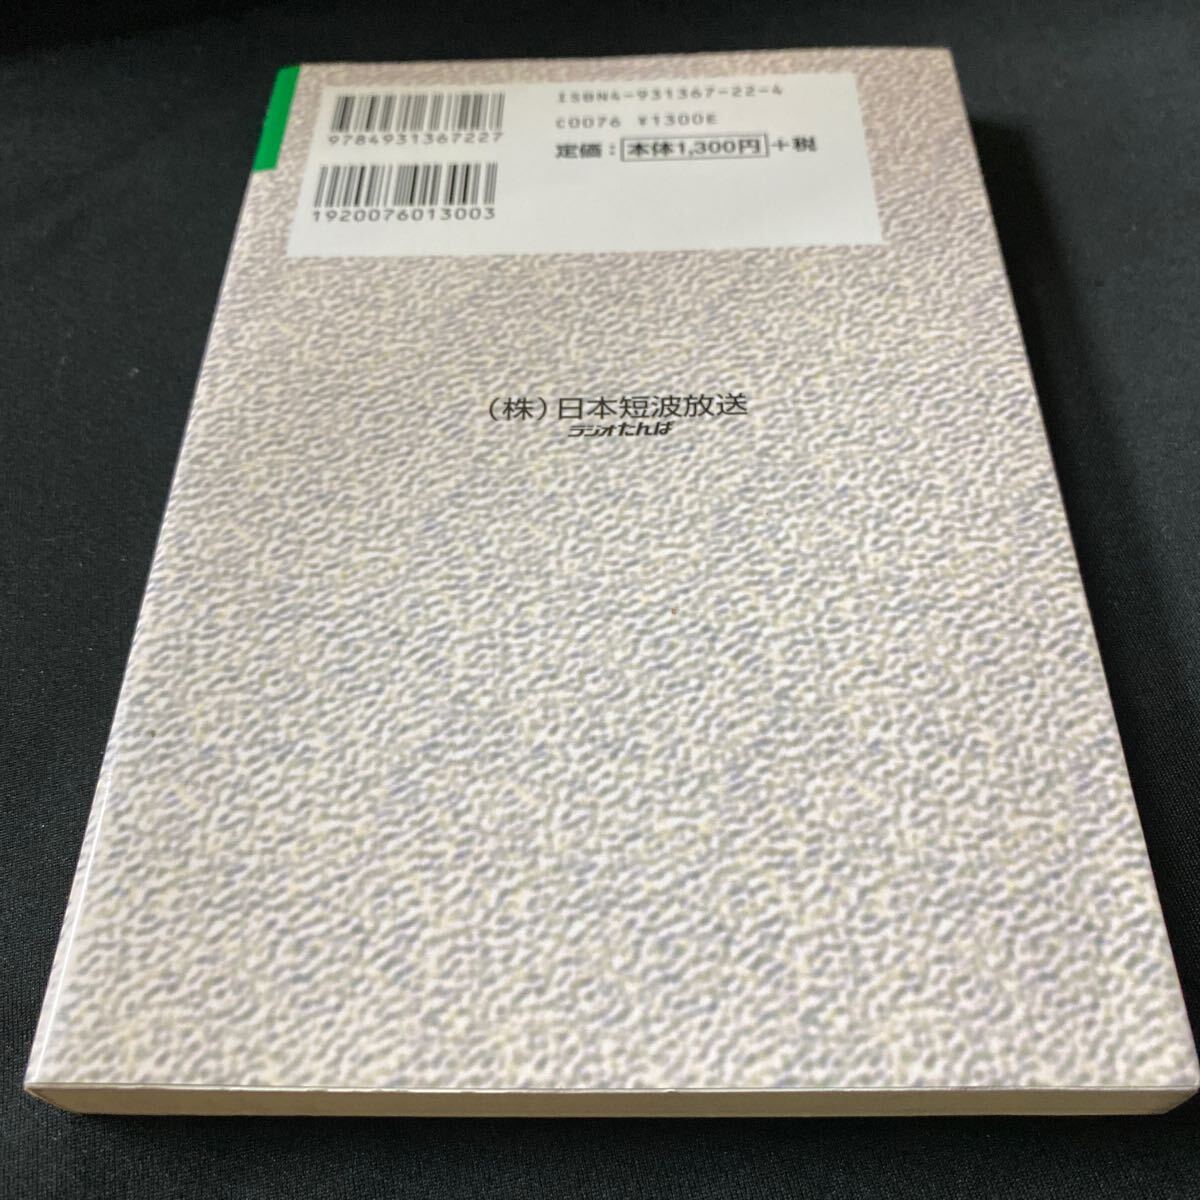 9784931367227
1920076013003
ISBN4-931367-22-4
C0076 ¥1300E
定価：本体1,300円＋税
（株）日本短波放送
ラジオたんぱ